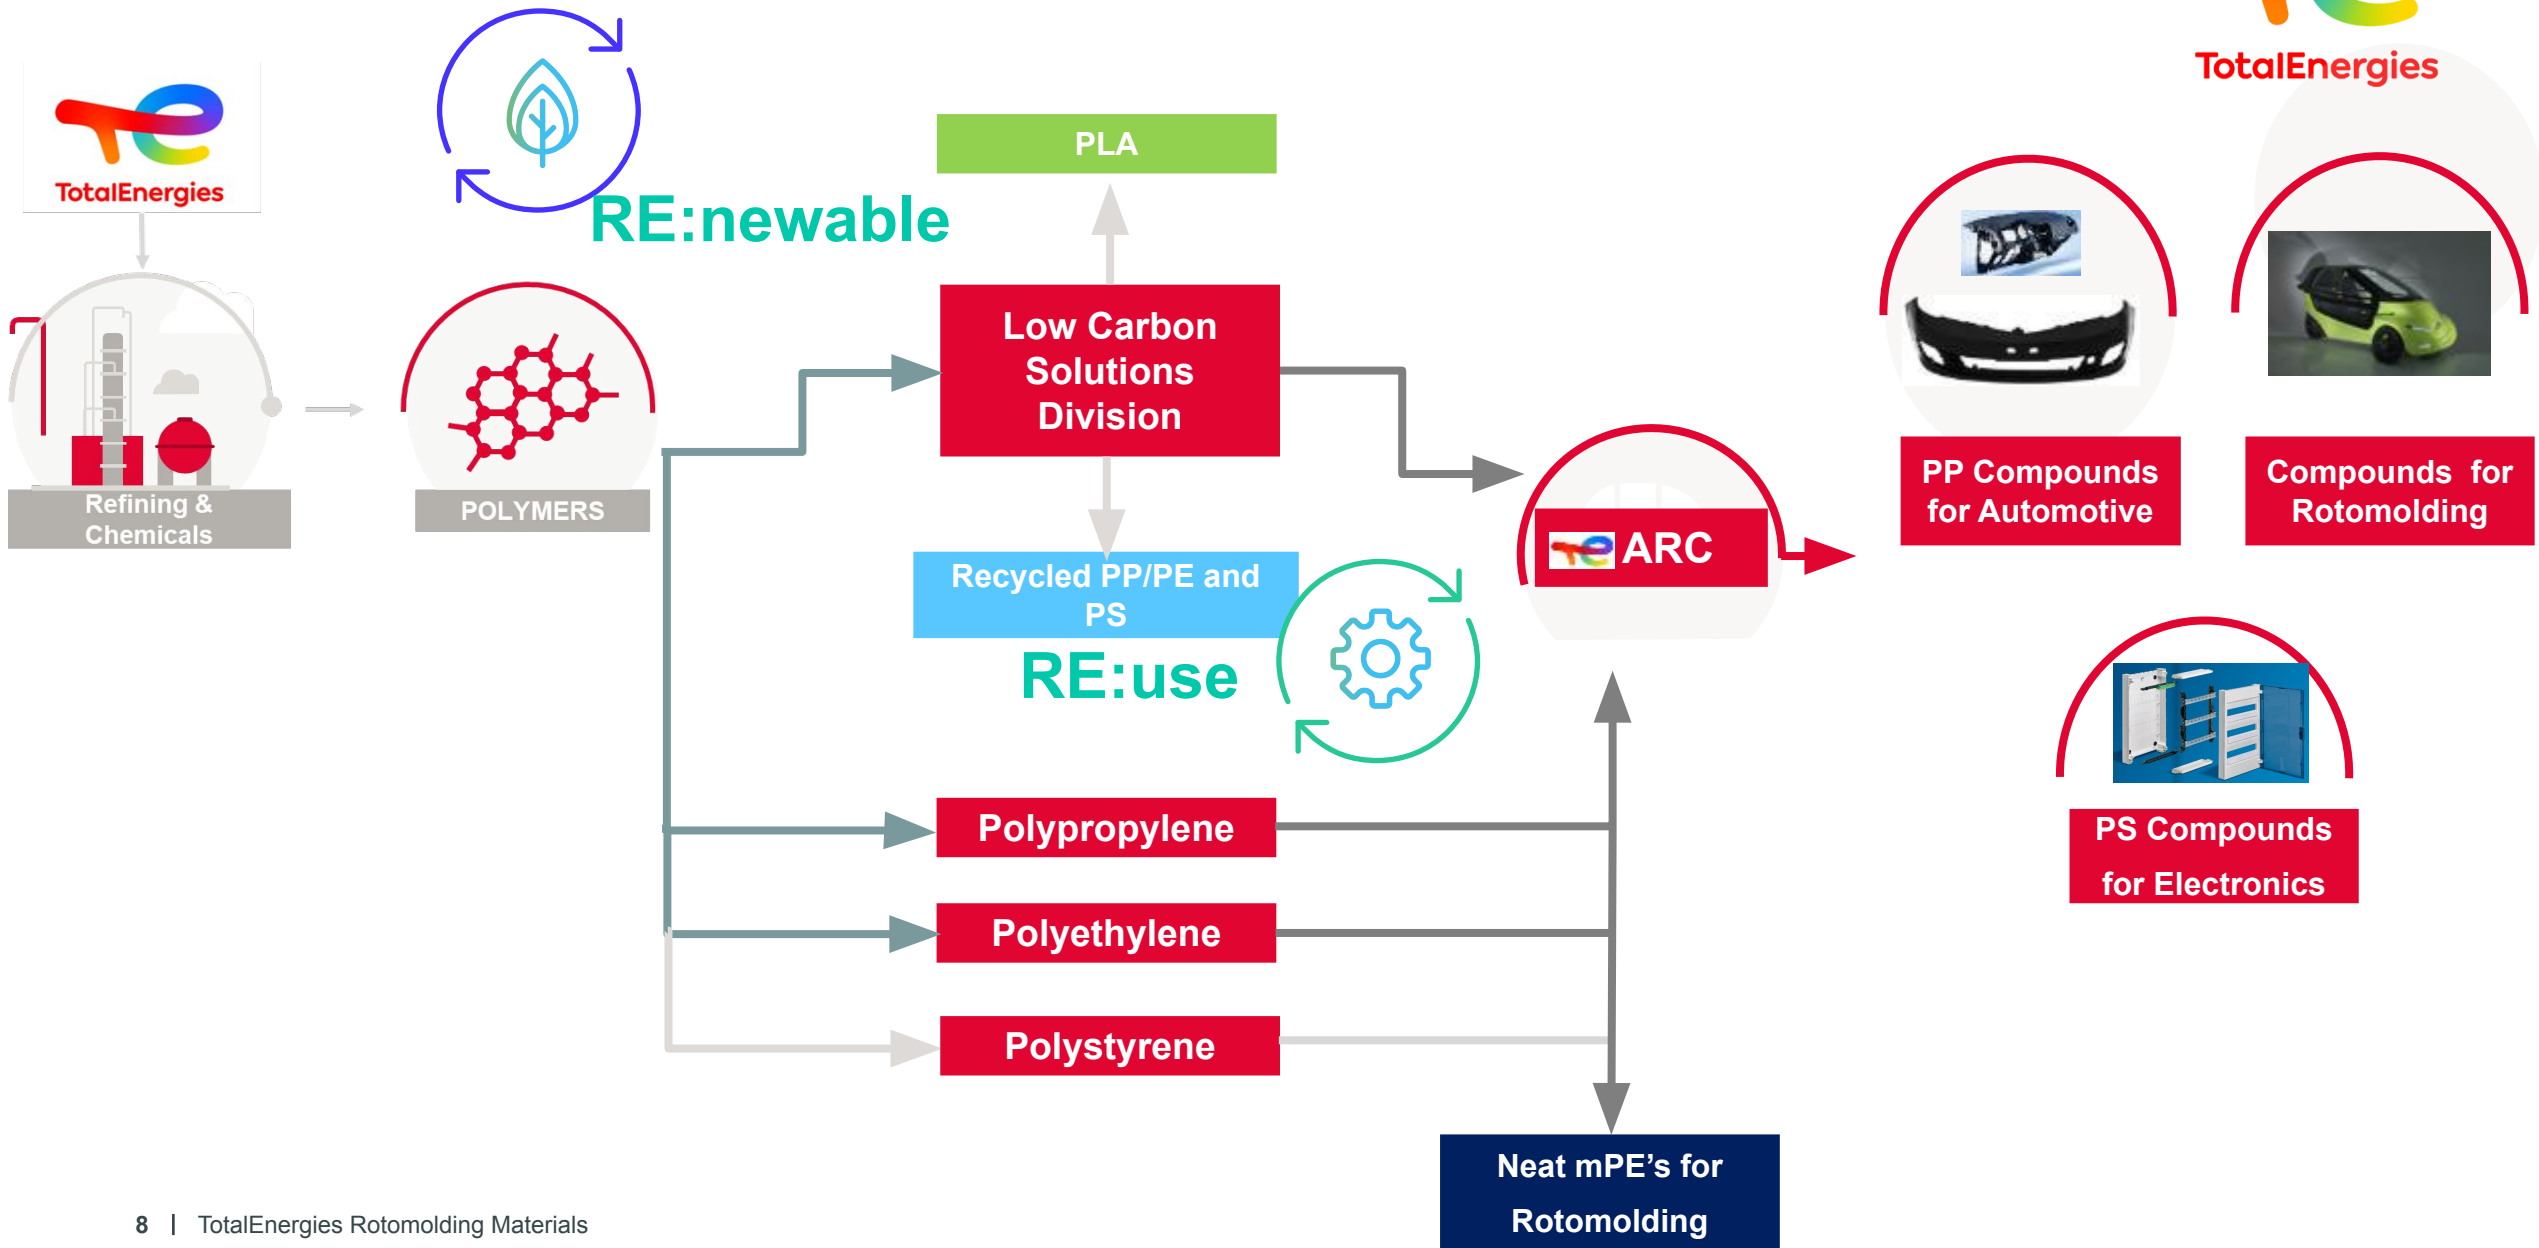 TotalEnergies
TotalEnergies
RE:newable
PLA
Low Carbon
Solutions
Division
Refining &
Chemicals
POLYMERS
Recycled PP/PE and
PS
RE:use
ARC
PP Compounds
for Automotive
Compounds for
Rotomolding
PS Compounds
for Electronics
Polypropylene
Polyethylene
Polystyrene
Neat mPE’s for
Rotomolding
8 | TotalEnergies Rotomolding Materials